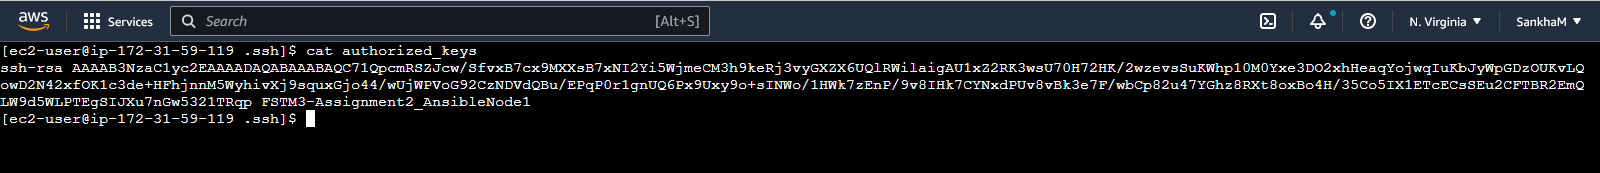 aws
Services
Search
[Alt+S]
N. Virginia
SankhaM
[ec2-user@ip-172-31-59-119 .ssh]$ cat authorized_keys
ssh-rsa AAAAB3NzaC1yc2EAAAADAQABAAABAQC71QpcmRSZJcw/SfvxB7cx9MXXsB7xNI2Yi5WjmeCM3h9keRj3vyGXZX6UQlRWilaigAU1xZ2RK3wsU70H72HK/2wzevsSuKWhp10M0Yxe3DO2xhHeaqYojwqIuKbJyWpGDzOUKvLQ
owD2N42xfOK1c3de+HFhjnnM5WyhivXj9squxGjo44/wUjWPVoG92CzNDVdQBu/EPqP0r1gnUQ6Px9Uxy9o+sINWo/1HWk7zEnP/9v8IHk7CYNxdPUv8vBk3e7F/wbCp82u47YGhz8RXt8oxBo4H/35Co5IX1ETcECsSEu2CFTBR2EmQ
LW9d5WLPTEgSIJXu7nGw5321TRqp FSTM3-Assignment2_AnsibleNode1
[ec2-user@ip-172-31-59-119 .ssh]$